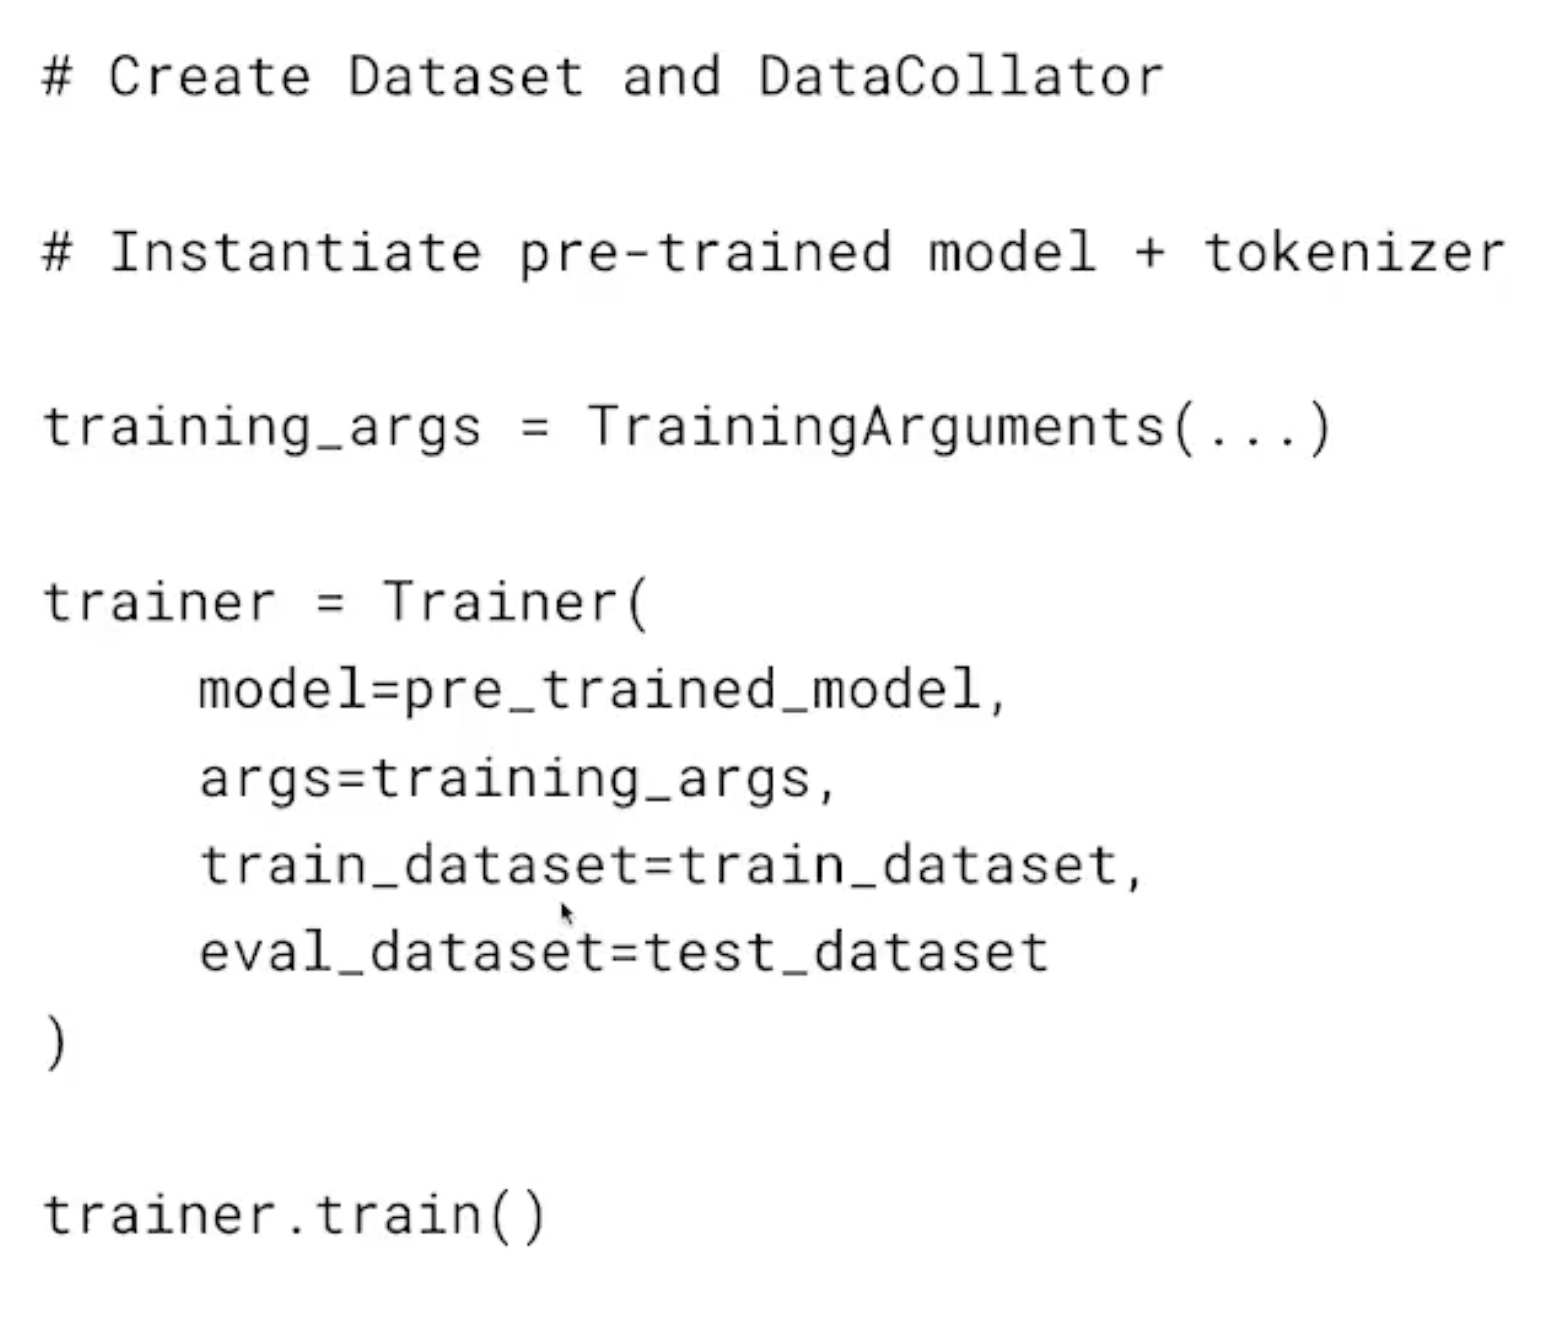 # Create Dataset and DataCollator
# Instantiate pre-trained model + tokenizer
training_args = TrainingArguments(...)
trainer = Trainer(
model=pre_trained_model,
args=training_args,
train_dataset=train_dataset,
eval_dataset=test_dataset
)
trainer.train()